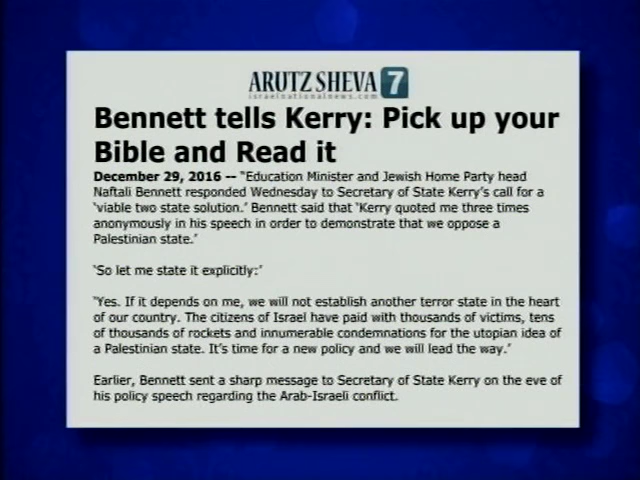 ARUTZ SHEVA 7
israelnationalnews.com
Bennett tells Kerry: Pick up your
Bible and Read it
December 29, 2016 -- "Education Minister and Jewish Home Party head
Naftali Bennett responded Wednesday to Secretary of State Kerry's call for a
'viable two state solution.' Bennett said that 'Kerry quoted me three times
anonymously in his speech in order to demonstrate that we oppose a
Palestinian state.'
'So let me state it explicitly:'
'Yes. If it depends on me, we will not establish another terror state in the heart
of our country. The citizens of Israel have paid with thousands of victims, tens
of thousands of rockets and innumerable condemnations for the utopian idea of
a Palestinian state. It's time for a new policy and we will lead the way.'
Earlier, Bennett sent a sharp message to Secretary of State Kerry on the eve of
his policy speech regarding the Arab-Israeli conflict.